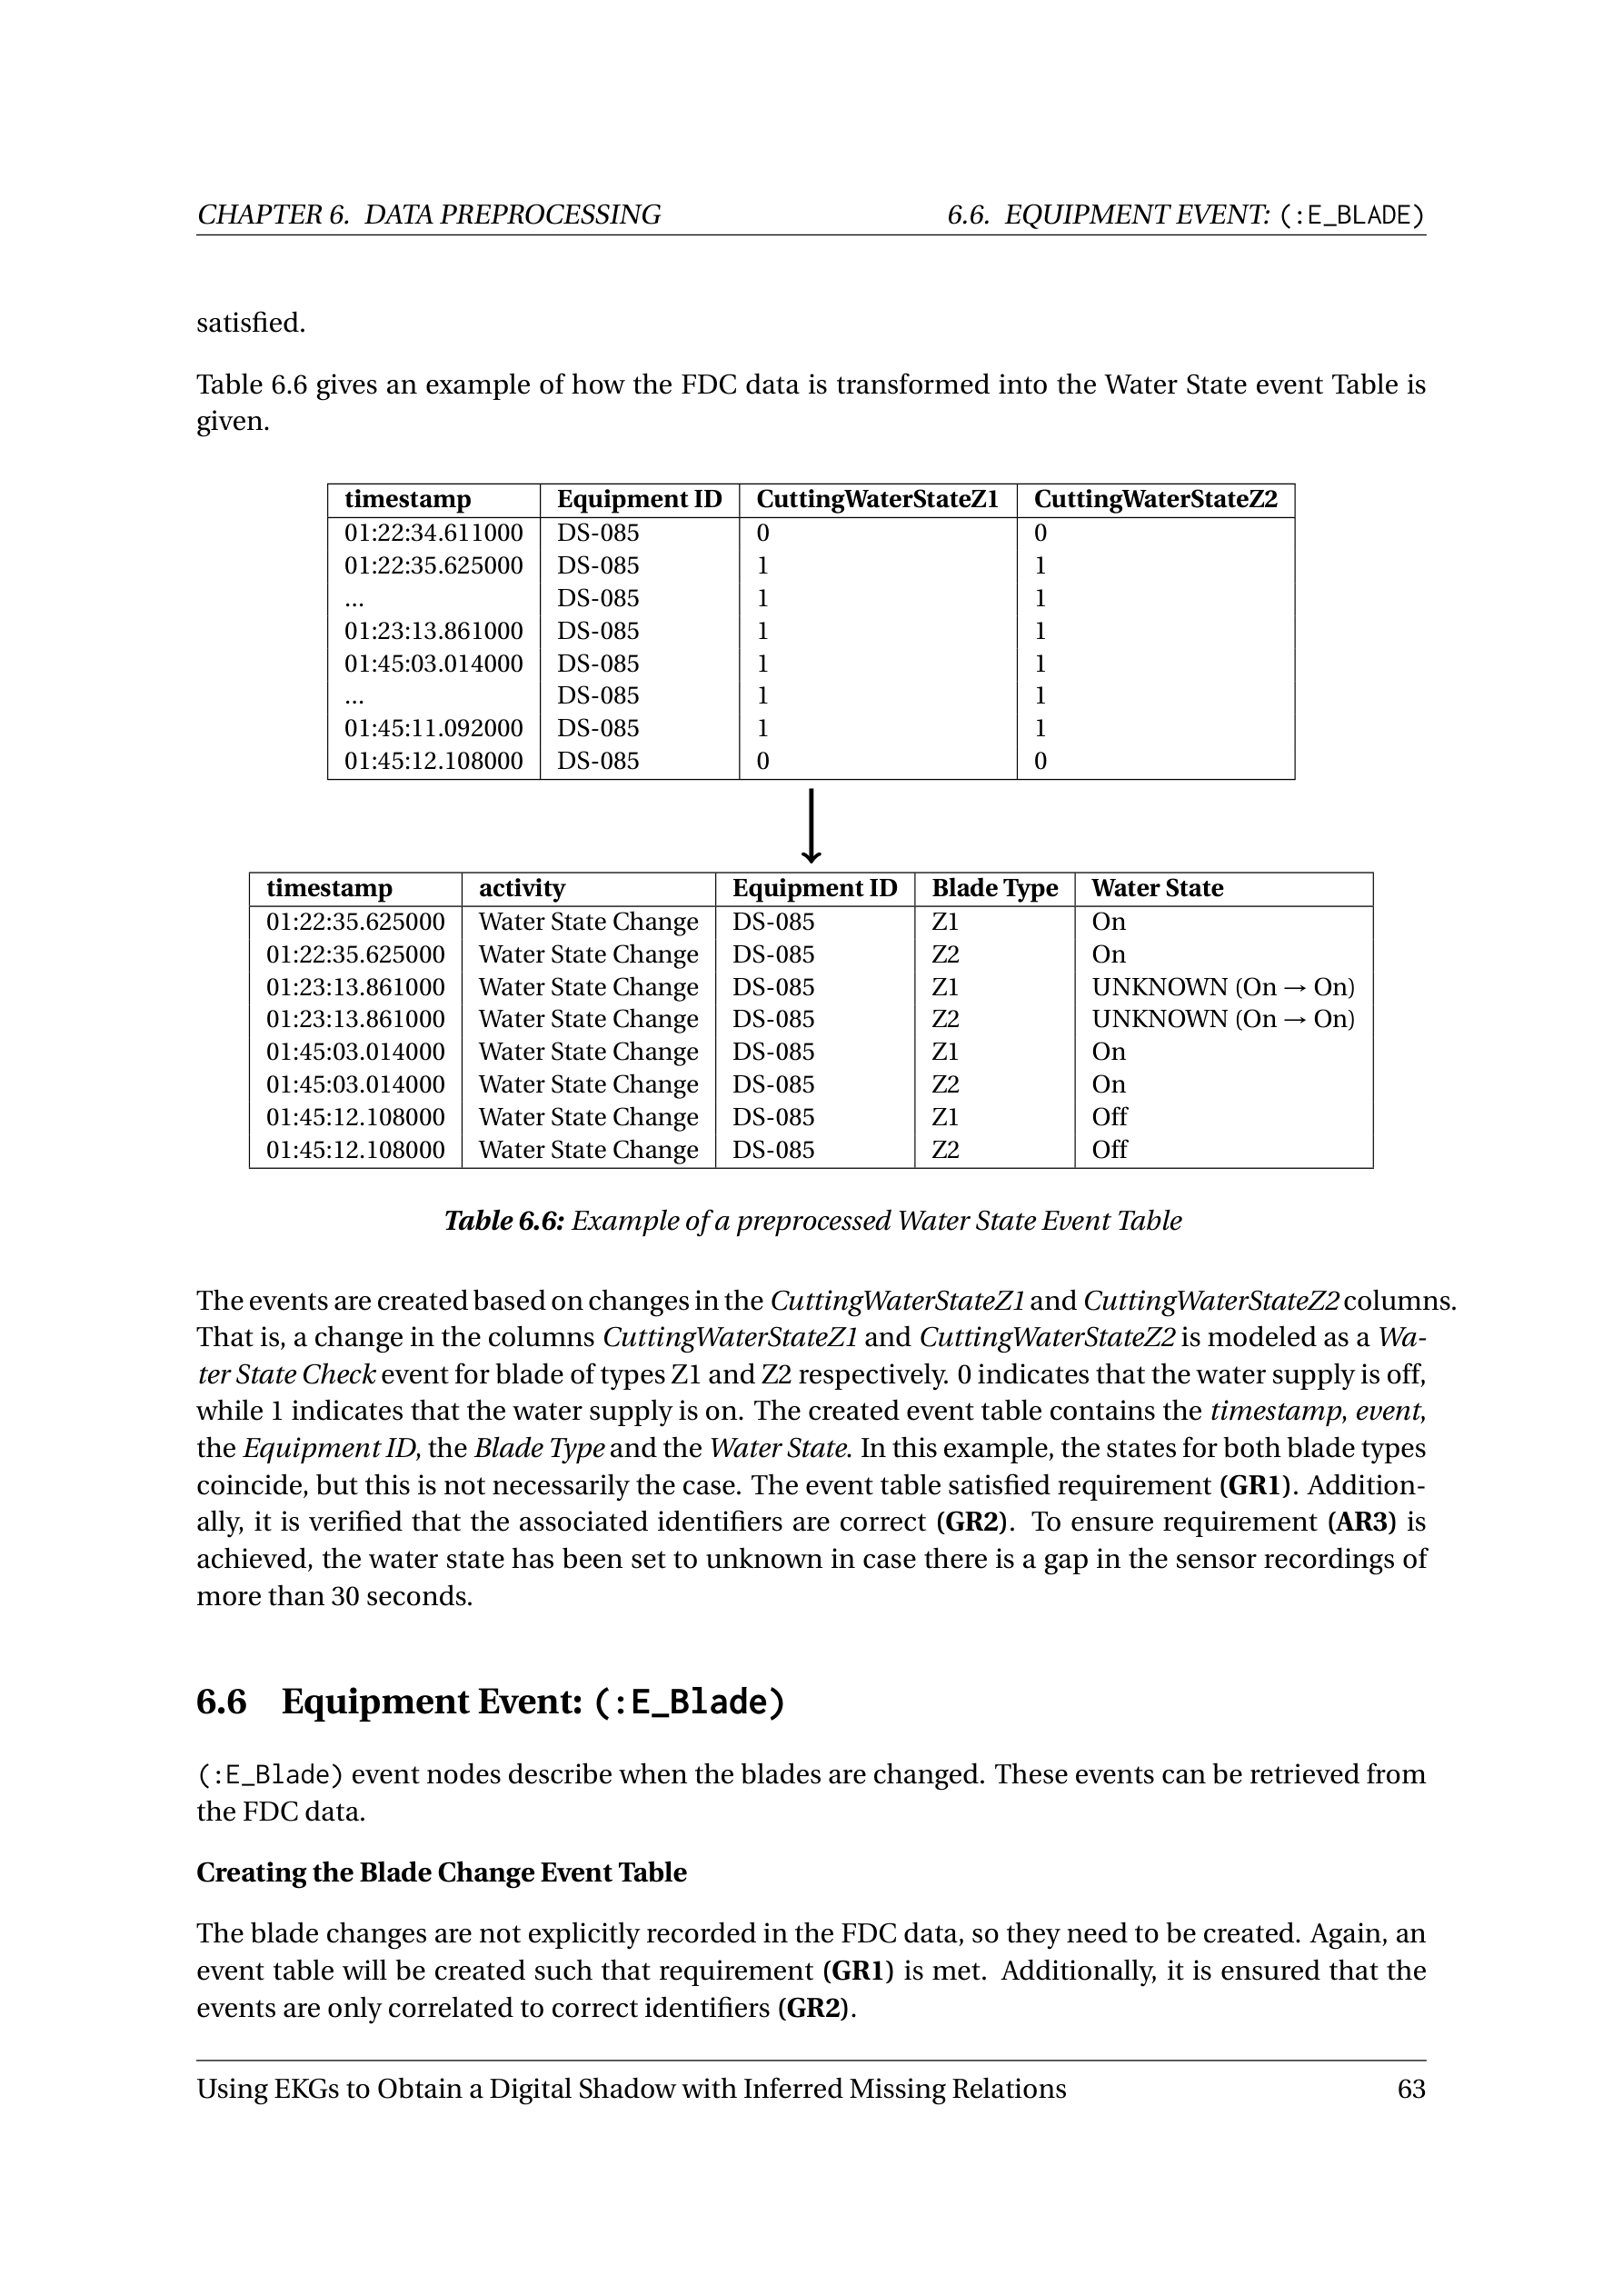 CHAPTER 6. DATA PREPROCESSING 6.6. EQUIPMENT EVENT: (:E_BLADE)
satisfied.
Table 6.6 gives an example of how the FDC data is transformed into the Water State event Table is
given.
timestamp Equipment ID CuttingWaterStateZ1 CuttingWaterStateZ2
01:22:34.611000 DS-085 0 0
01:22:35.625000 DS-085 1 1
... DS-085 1 1
01:23:13.861000 DS-085 1 1
01:45:03.014000 DS-085 1 1
... DS-085 1 1
01:45:11.092000 DS-085 1 1
01:45:12.108000 DS-085 0 0
timestamp activity Equipment ID Blade Type Water State
01:22:35.625000 Water State Change DS-085 Z1 On
01:22:35.625000 Water State Change DS-085 Z2 On
01:23:13.861000 Water State Change DS-085 Z1 UNKNOWN (On → On)
01:23:13.861000 Water State Change DS-085 Z2 UNKNOWN (On → On)
01:45:03.014000 Water State Change DS-085 Z1 On
01:45:03.014000 Water State Change DS-085 Z2 On
01:45:12.108000 Water State Change DS-085 Z1 Off
01:45:12.108000 Water State Change DS-085 Z2 Off
Table 6.6: Example of a preprocessed Water State Event Table
The events are created based on changes in the CuttingWaterStateZ1 and CuttingWaterStateZ2 columns.
That is, a change in the columns CuttingWaterStateZ1 and CuttingWaterStateZ2 is modeled as a Wa-
ter State Check event for blade of types Z1 and Z2 respectively. 0 indicates that the water supply is off,
while 1 indicates that the water supply is on. The created event table contains the timestamp, event,
the Equipment ID, the Blade Type and the Water State. In this example, the states for both blade types
coincide, but this is not necessarily the case. The event table satisfied requirement (GR1). Addition-
ally, it is verified that the associated identifiers are correct (GR2). To ensure requirement (AR3) is
achieved, the water state has been set to unknown in case there is a gap in the sensor recordings of
more than 30 seconds.
6.6 Equipment Event: (:E_Blade)
(:E_Blade) event nodes describe when the blades are changed. These events can be retrieved from
the FDC data.
Creating the Blade Change Event Table
The blade changes are not explicitly recorded in the FDC data, so they need to be created. Again, an
event table will be created such that requirement (GR1) is met. Additionally, it is ensured that the
events are only correlated to correct identifiers (GR2).
Using EKGs to Obtain a Digital Shadow with Inferred Missing Relations 63